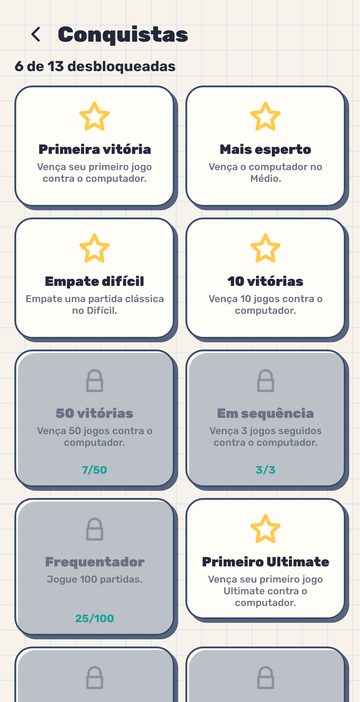 Conquistas
6 de 13 desbloqueadas
Primeira vitória
Vença seu primeiro jogo
contra o computador.
Mais esperto
Vença o computador no
Médio.
Empate difícil
Empate uma partida clássica
no Difícil.
10 vitórias
Vença 10 jogos contra o
computador.
50 vitórias
Vença 50 jogos contra o
computador.
7/50
Em sequência
Vença 3 jogos seguidos
contra o computador.
3/3
Frequentador
Jogue 100 partidas.
25/100
Primeiro Ultimate
Vença seu primeiro jogo
Ultimate contra o
computador.